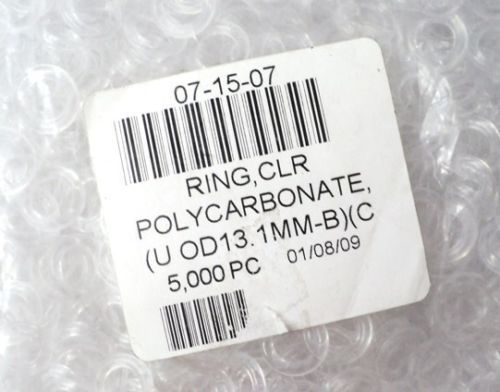 07-15-07
RING,CLR
POLYCARBONATE,
(U OD13.1MM-B)(C
5,000 PC 01/08/09